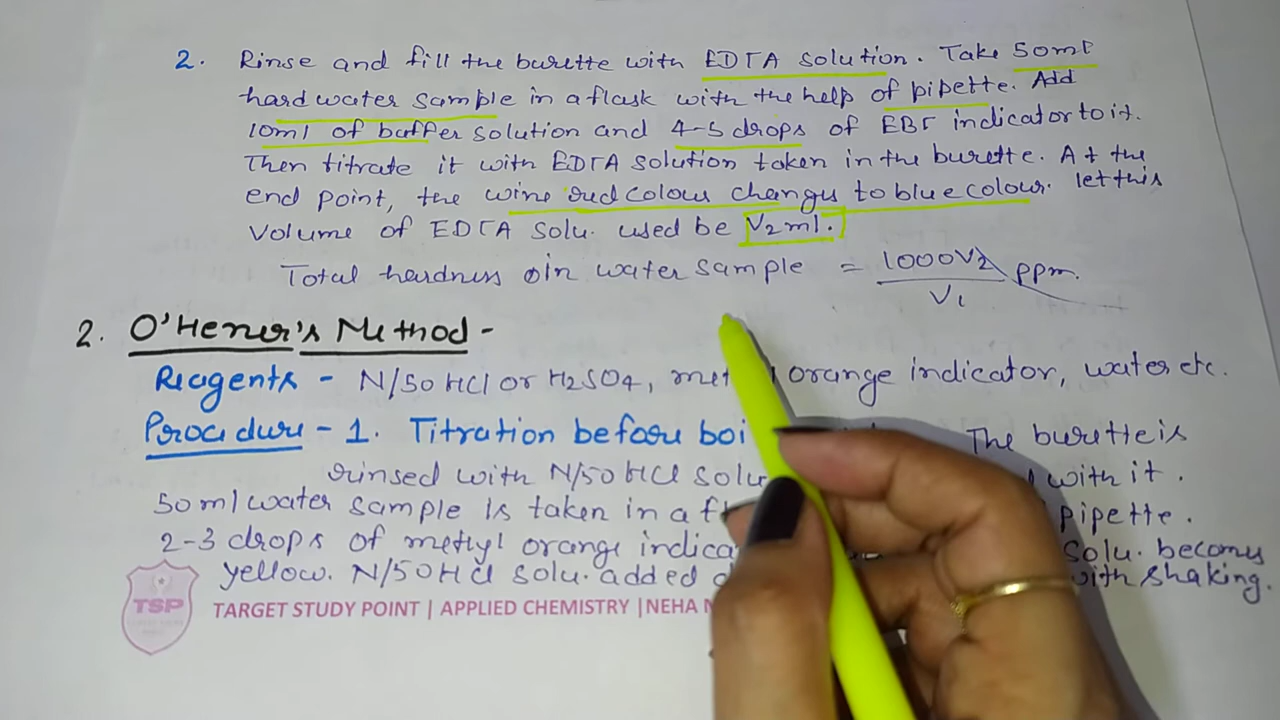 2. Rinse and fill the burette with EDTA solution. Take 50ml
hard water sample in a flask with the help of pipette. Add
10ml of buffer solution and 4-5 drops of EBT indicator to it.
Then titrate it with EDTA solution taken in the burette. At the
end point, the wine red colour changes to blue colour. let this
volume of EDTA solu. used be V2ml.
Total hardness in water sample = 1000V2/V1 ppm.
2. O'Hener's Method -
Reagents - N/50 HCl or H2SO4, orange indicator, water etc.
Procedure - 1. Titration before The burette is
rinsed with N/50 HCl with it.
50ml water sample is taken in a pipette.
2-3 drops of metyl orange solu. becomes
yellow. N/50 HCl solu. added with shaking.
TSP
TARGET STUDY POINT | APPLIED CHEMISTRY | NEHA